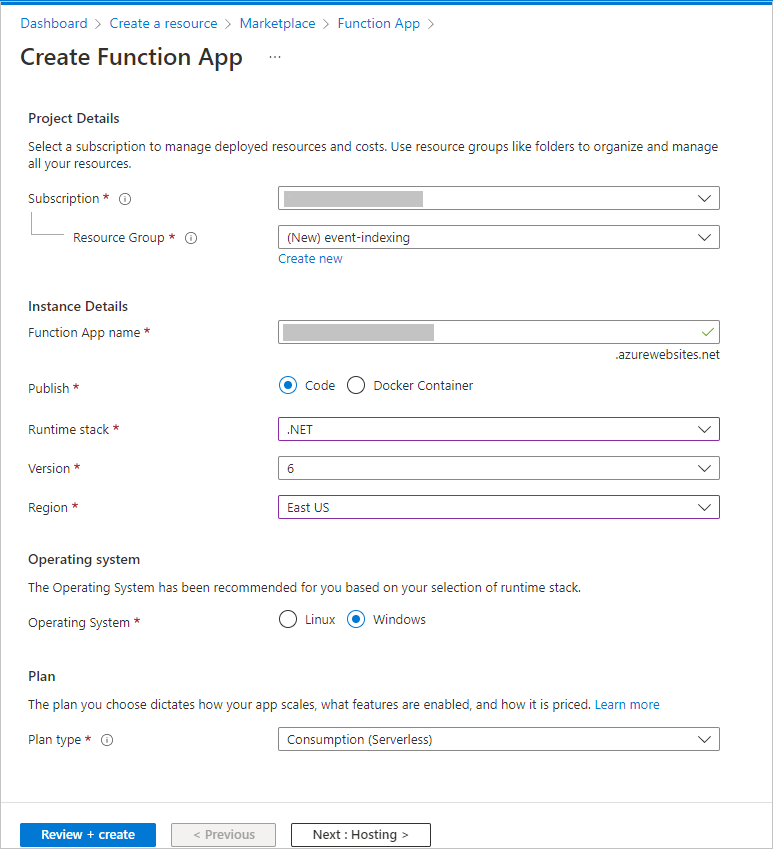 Dashboard > Create a resource > Marketplace > Function App >
Create Function App ...
Project Details
Select a subscription to manage deployed resources and costs. Use resource groups like folders to organize and manage
all your resources.
Subscription *
Resource Group *
(New) event-indexing
Create new
Instance Details
Function App name *
.azurewebsites.net
Publish *
Code Docker Container
Runtime stack *
.NET
Version *
6
Region *
East US
Operating system
The Operating System has been recommended for you based on your selection of runtime stack.
Operating System *
Linux Windows
Plan
The plan you choose dictates how your app scales, what features are enabled, and how it is priced. Learn more
Plan type *
Consumption (Serverless)
Review + create < Previous Next : Hosting >